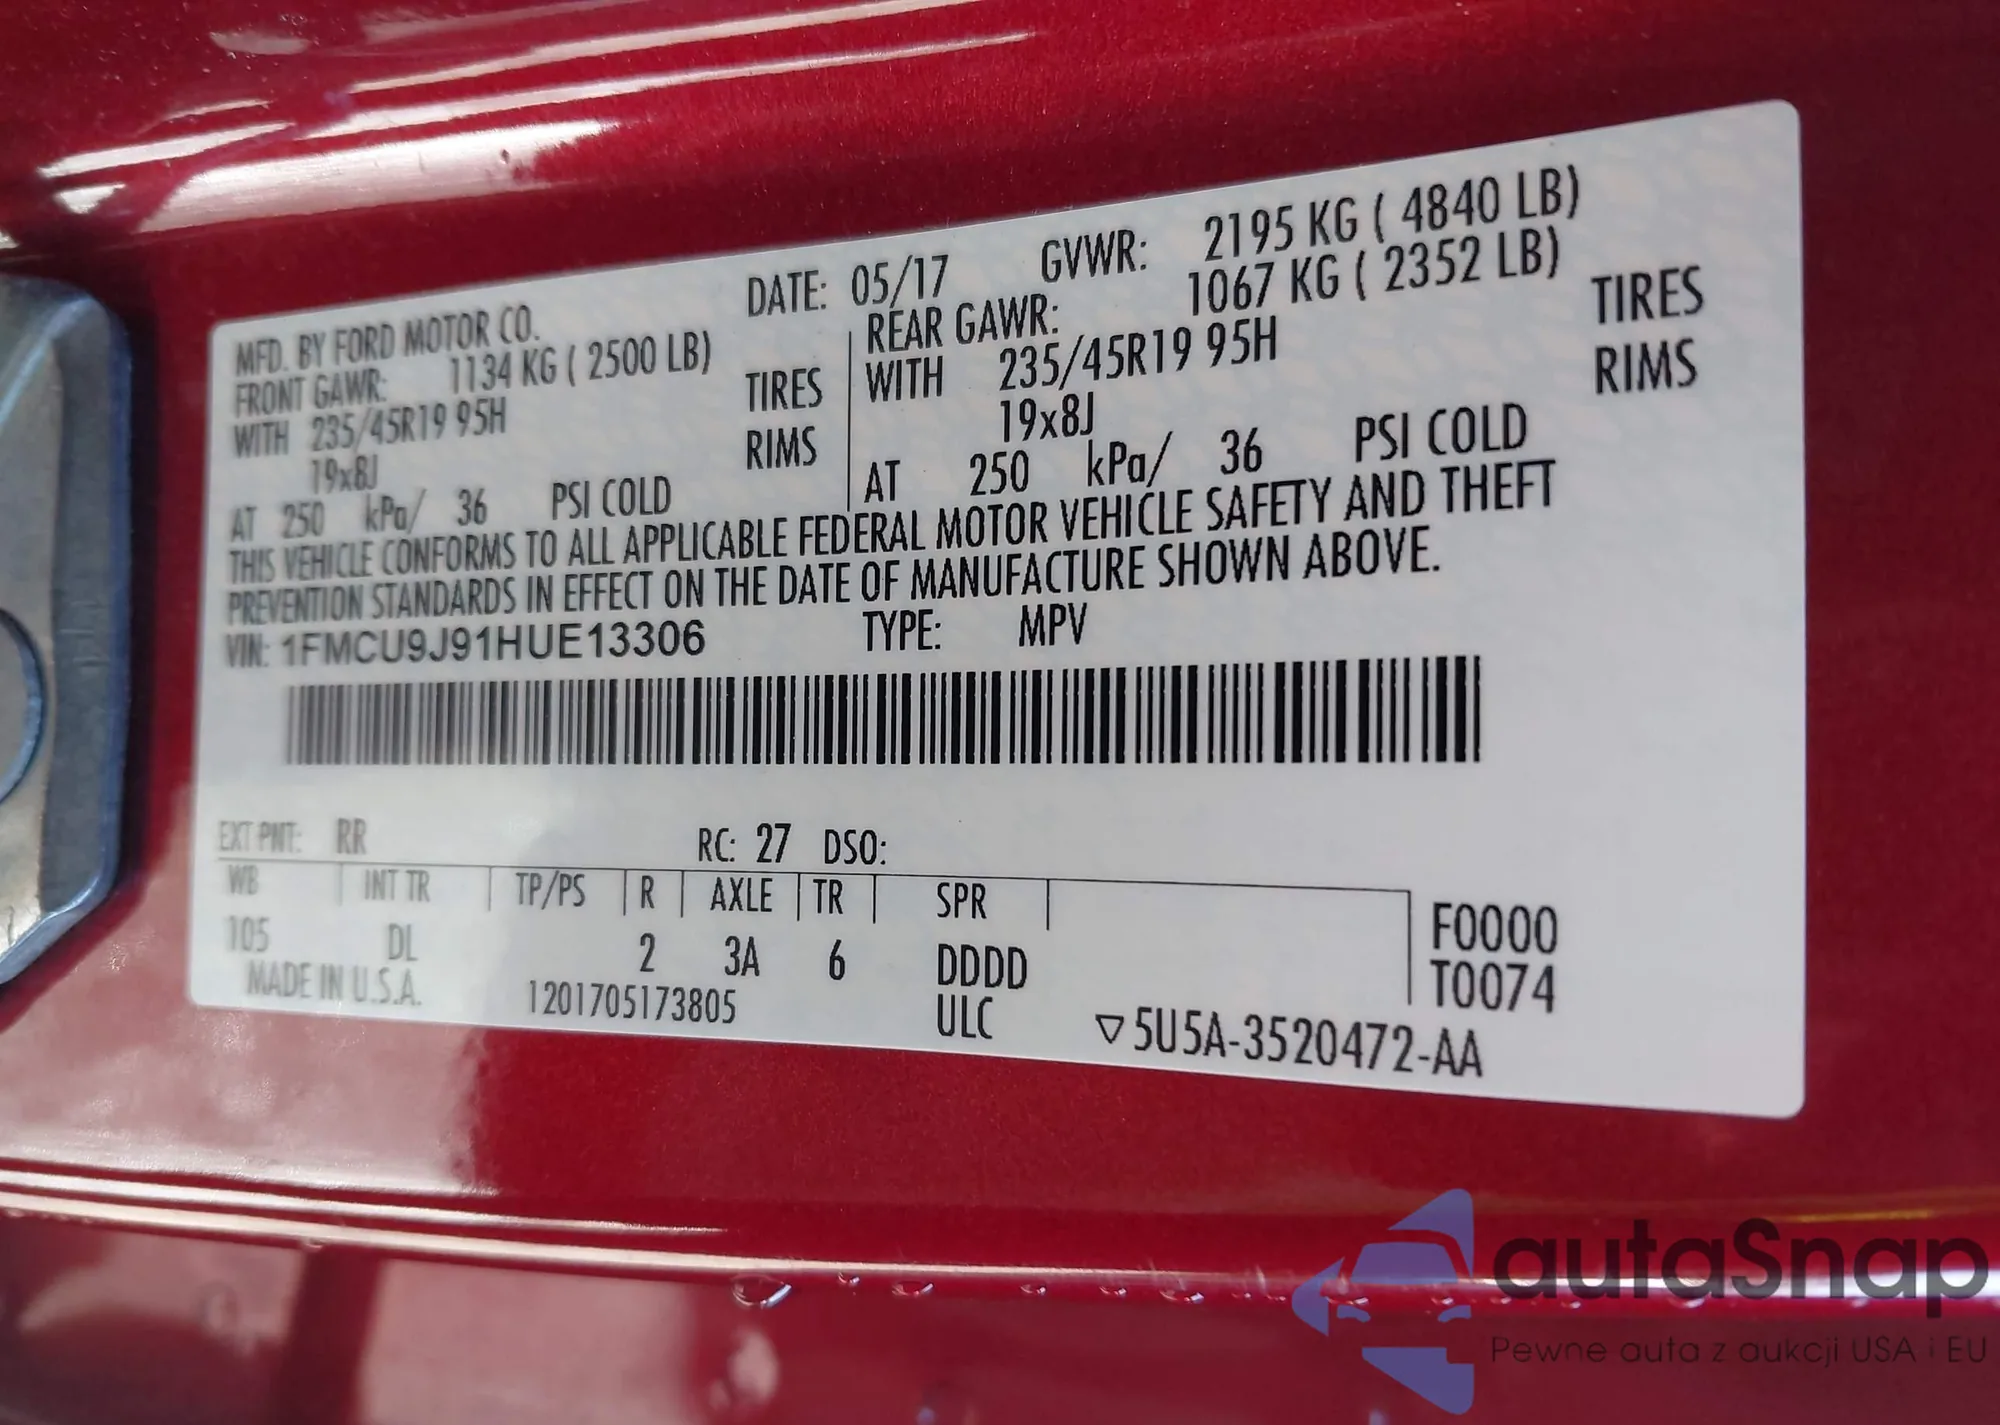 MFD. BY FORD MOTOR CO. DATE: 05/17 GVWR: 2195 KG ( 4840 LB)
FRONT GAWR: 1134 KG ( 2500 LB) REAR GAWR: 1067 KG ( 2352 LB)
WITH 235/45R19 95H TIRES WITH 235/45R19 95H TIRES
19x8J RIMS 19x8J RIMS
AT 250 kPa/ 36 PSI COLD AT 250 kPa/ 36 PSI COLD
THIS VEHICLE CONFORMS TO ALL APPLICABLE FEDERAL MOTOR VEHICLE SAFETY AND THEFT
PREVENTION STANDARDS IN EFFECT ON THE DATE OF MANUFACTURE SHOWN ABOVE.
VIN: 1FMCU9J91HUE13306 TYPE: MPV
EXT PNT: RR RC: 27 DSO:
WB INT TR TP/PS R AXLE TR SPR
105 DL 2 3A 6 DDDD
F0000
T0074
MADE IN U.S.A. 1201705173805 ULC ▽5U5A-3520472-AA
autaSnap
Pewne auta z aukcji USA i EU